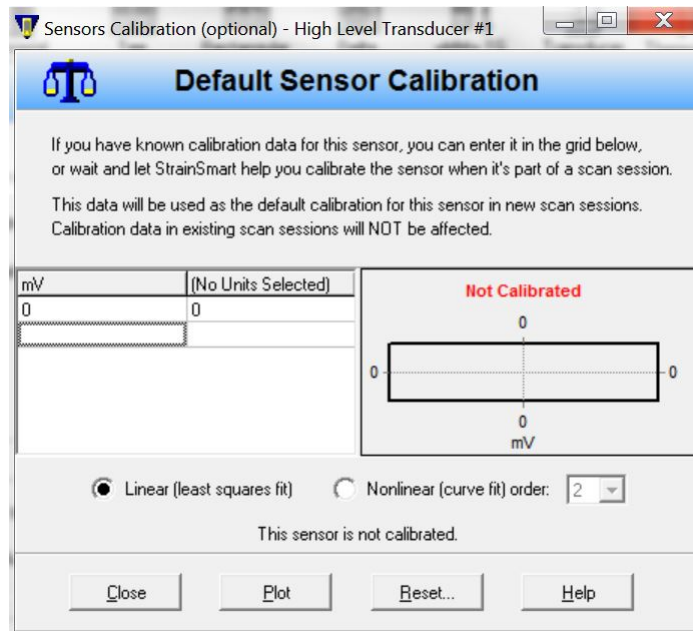 Sensors Calibration (optional) - High Level Transducer #1
Default Sensor Calibration
If you have known calibration data for this sensor, you can enter it in the grid below,
or wait and let StrainSmart help you calibrate the sensor when it's part of a scan session.
This data will be used as the default calibration for this sensor in new scan sessions.
Calibration data in existing scan sessions will NOT be affected.
mV (No Units Selected)
0 0
Not Calibrated
0
0 0
0
mV
Linear (least squares fit) Nonlinear (curve fit) order: 2
This sensor is not calibrated.
Close Plot Reset... Help